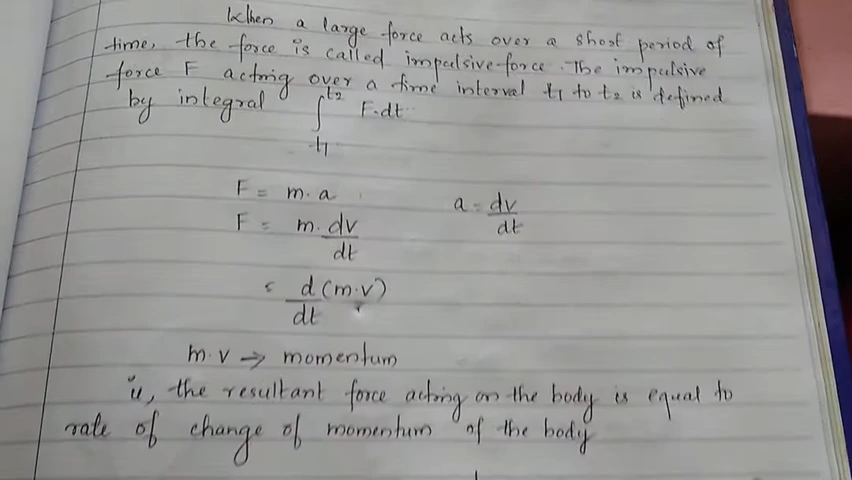 When a large force acts over a short period of
time, the force is called impulsive force. The impulsive
force F acting over a time interval t1 to t2 is defined
by integral ∫t1t2 F.dt
F = m.a a = dv/dt
F = m.dv/dt
= d(m.v)/dt
m.v → momentum
ie, the resultant force acting on the body is equal to
rate of change of momentum of the body